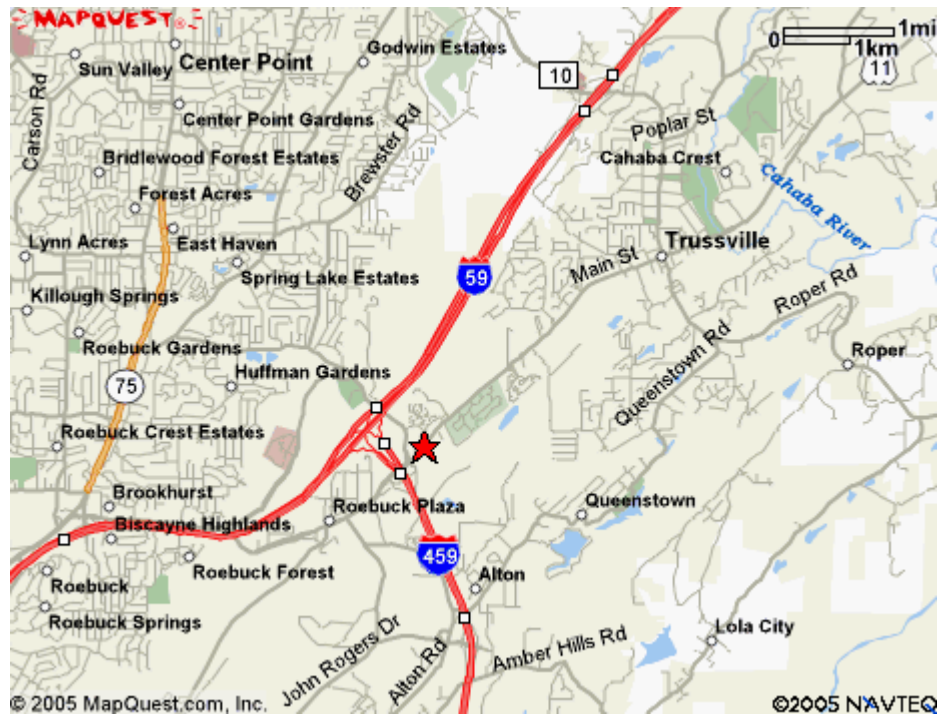 MAPQUEST®
0 1mi
1km
11
Godwin Estates
Center Point
Sun Valley
10
Carson Rd
Center Point Gardens
Poplar St
Brewster Rd
Bridlewood Forest Estates
Cahaba Crest
Cahaba River
Forest Acres
Lynn Acres
East Haven
Trussville
Main St
Spring Lake Estates
59
Killough Springs
Roper Rd
Roebuck Gardens
Queenstown Rd
Roper
Huffman Gardens
75
Roebuck Crest Estates
Brookhurst
Roebuck Plaza
Queenstown
Biscayne Highlands
459
Roebuck Forest
Alton
Roebuck
Roebuck Springs
John Rogers Dr
Alton Rd
Amber Hills Rd
Lola City
© 2005 MapQuest.com, Inc.
©2005 NAVTEQ